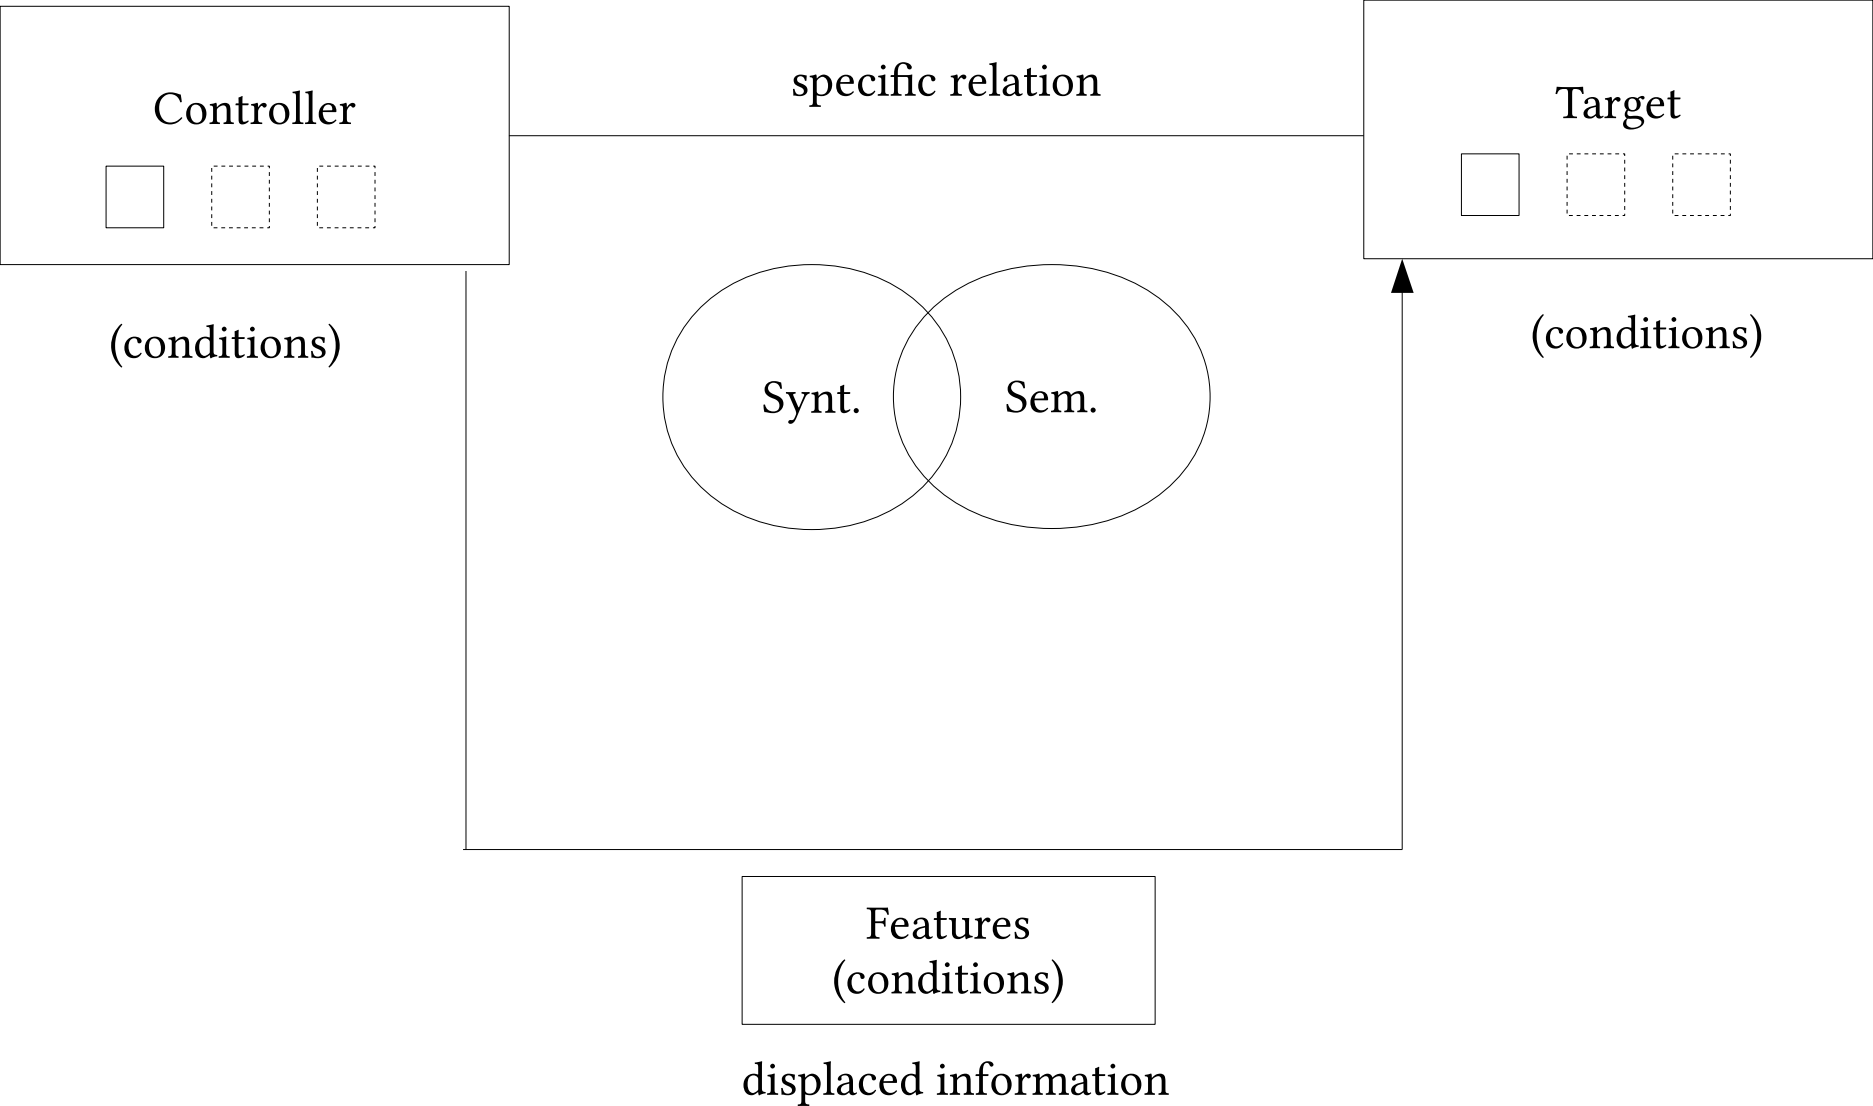 specific relation
Controller
Target
(conditions)
(conditions)
Synt.
Sem.
Features
(conditions)
displaced information